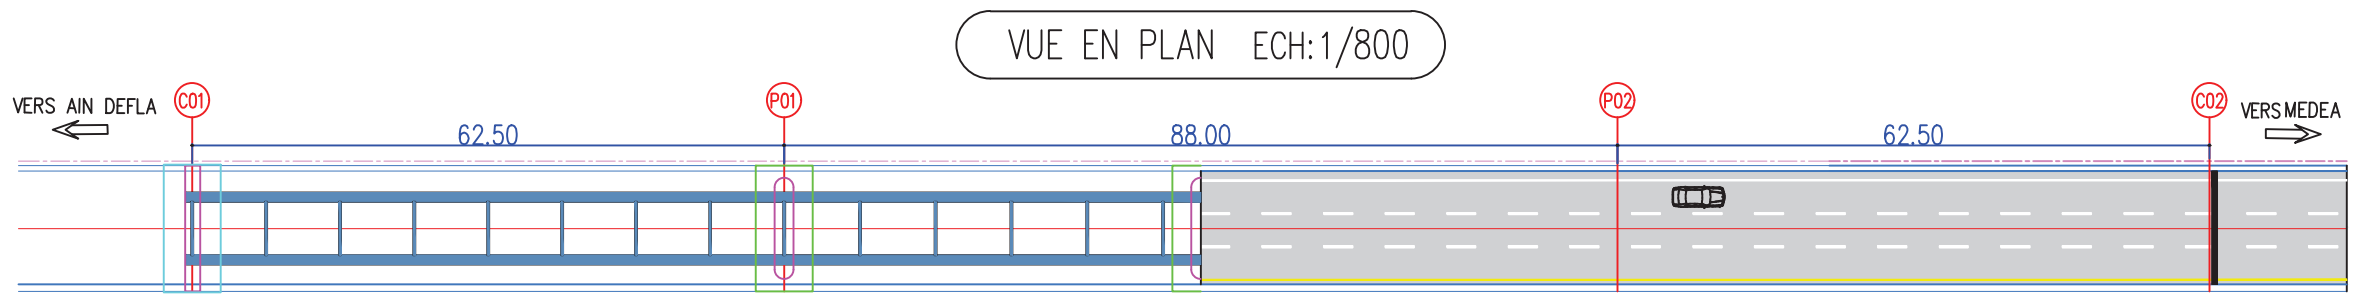 VUE EN PLAN ECH:1/800
VERS AIN DEFLA
C01
P01
P02
C02
VERS MEDEA
62.50
88.00
62.50